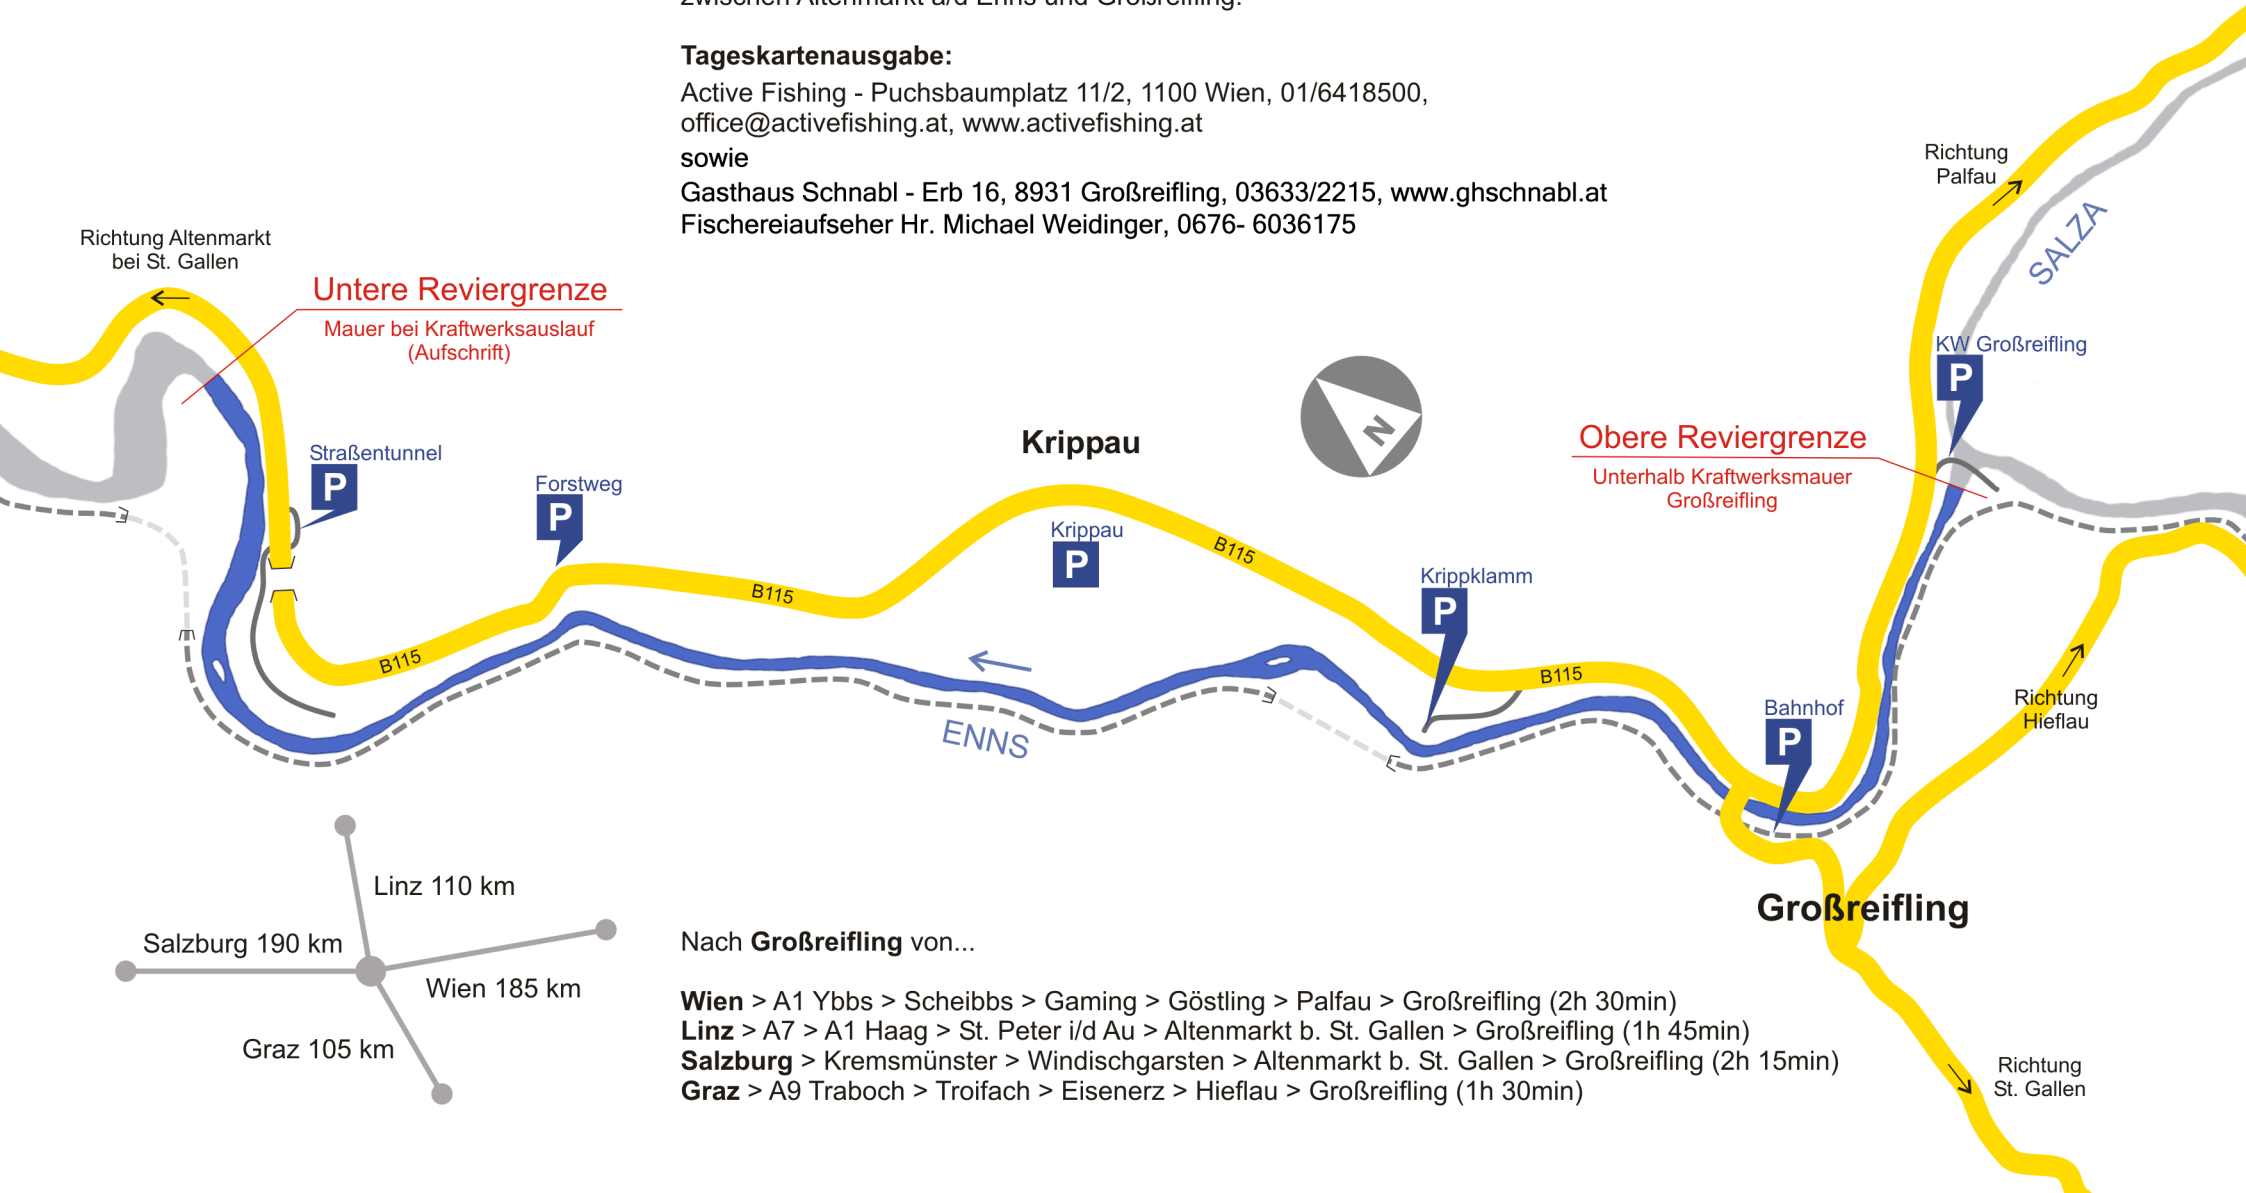 zwischen Altenmarkt a/d Enns und Großreifling.
Tageskartenausgabe:
Active Fishing - Puchsbaumplatz 11/2, 1100 Wien, 01/6418500,
office@activefishing.at, www.activefishing.at
sowie
Gasthaus Schnabl - Erb 16, 8931 Großreifling, 03633/2215, www.ghschnabl.at
Fischereiaufseher Hr. Michael Weidinger, 0676- 6036175
Richtung
Palfau
SALZA
Richtung Altenmarkt
bei St. Gallen
Untere Reviergrenze
Mauer bei Kraftwerksauslauf
(Aufschrift)
KW Großreifling
P
Straßentunnel
P
Forstweg
P
Krippau
N
Obere Reviergrenze
Unterhalb Kraftwerksmauer
Großreifling
Krippau
P
B115
B115
Krippklamm
P
B115
B115
ENNS
Bahnhof
P
Richtung
Hieflau
Großreifling
Linz 110 km
Salzburg 190 km
Wien 185 km
Graz 105 km
Nach Großreifling von...
Wien > A1 Ybbs > Scheibbs > Gaming > Göstling > Palfau > Großreifling (2h 30min)
Linz > A7 > A1 Haag > St. Peter i/d Au > Altenmarkt b. St. Gallen > Großreifling (1h 45min)
Salzburg > Kremsmünster > Windischgarsten > Altenmarkt b. St. Gallen > Großreifling (2h 15min)
Graz > A9 Traboch > Troifach > Eisenerz > Hieflau > Großreifling (1h 30min)
Richtung
St. Gallen